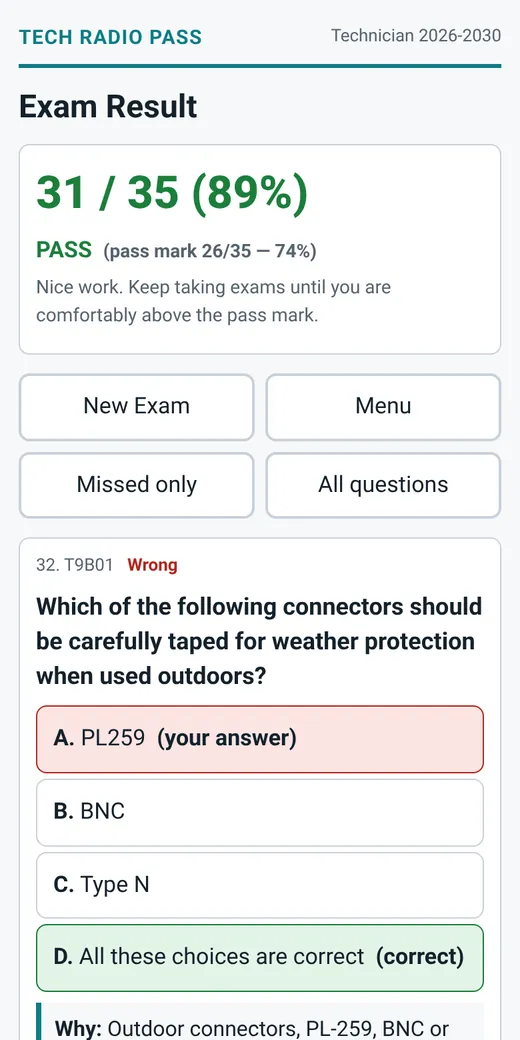 TECH RADIO PASS
Technician 2026-2030
Exam Result
31 / 35 (89%)
PASS (pass mark 26/35 — 74%)
Nice work. Keep taking exams until you are
comfortably above the pass mark.
New Exam
Menu
Missed only
All questions
32. T9B01 Wrong
Which of the following connectors should
be carefully taped for weather protection
when used outdoors?
A. PL259 (your answer)
B. BNC
C. Type N
D. All these choices are correct (correct)
Why: Outdoor connectors, PL-259, BNC or